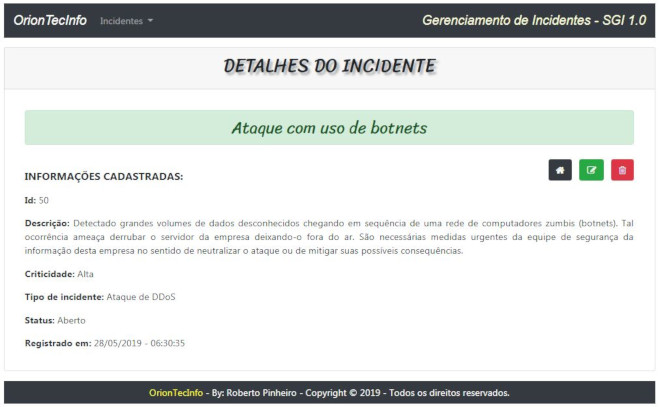 OrionTecInfo Incidentes Gerenciamento de Incidentes - SGI 1.0
DETALHES DO INCIDENTE
Ataque com uso de botnets
INFORMAÇÕES CADASTRADAS:
Id: 50
Descrição: Detectado grandes volumes de dados desconhecidos chegando em sequência de uma rede de computadores zumbis (botnets). Tal
ocorrência ameaça derrubar o servidor da empresa deixando-o fora do ar. São necessárias medidas urgentes da equipe de segurança da
informação desta empresa no sentido de neutralizar o ataque ou de mitigar suas possíveis consequências.
Criticidade: Alta
Tipo de incidente: Ataque de DDoS
Status: Aberto
Registrado em: 28/05/2019 - 06:30:35
OrionTecInfo - By: Roberto Pinheiro - Copyright © 2019 - Todos os direitos reservados.